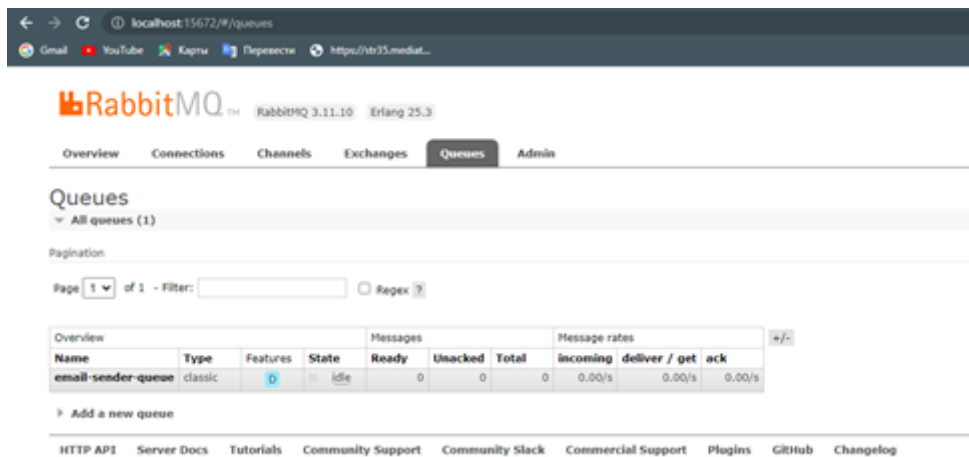 localhost:15672/#/queues
Gmail YouTube Карты Перевести https://str35.mediat...
RabbitMQ TM RabbitMQ 3.11.10 Erlang 25.3
Overview Connections Channels Exchanges Queues Admin
Queues
All queues (1)
Pagination
Page 1 of 1 - Filter: Regex ?
Overview Messages Message rates +/-
Name Type Features State Ready Unacked Total incoming deliver / get ack
email-sender-queue classic D idle 0 0 0 0.00/s 0.00/s 0.00/s
Add a new queue
HTTP API Server Docs Tutorials Community Support Community Slack Commercial Support Plugins GitHub Changelog